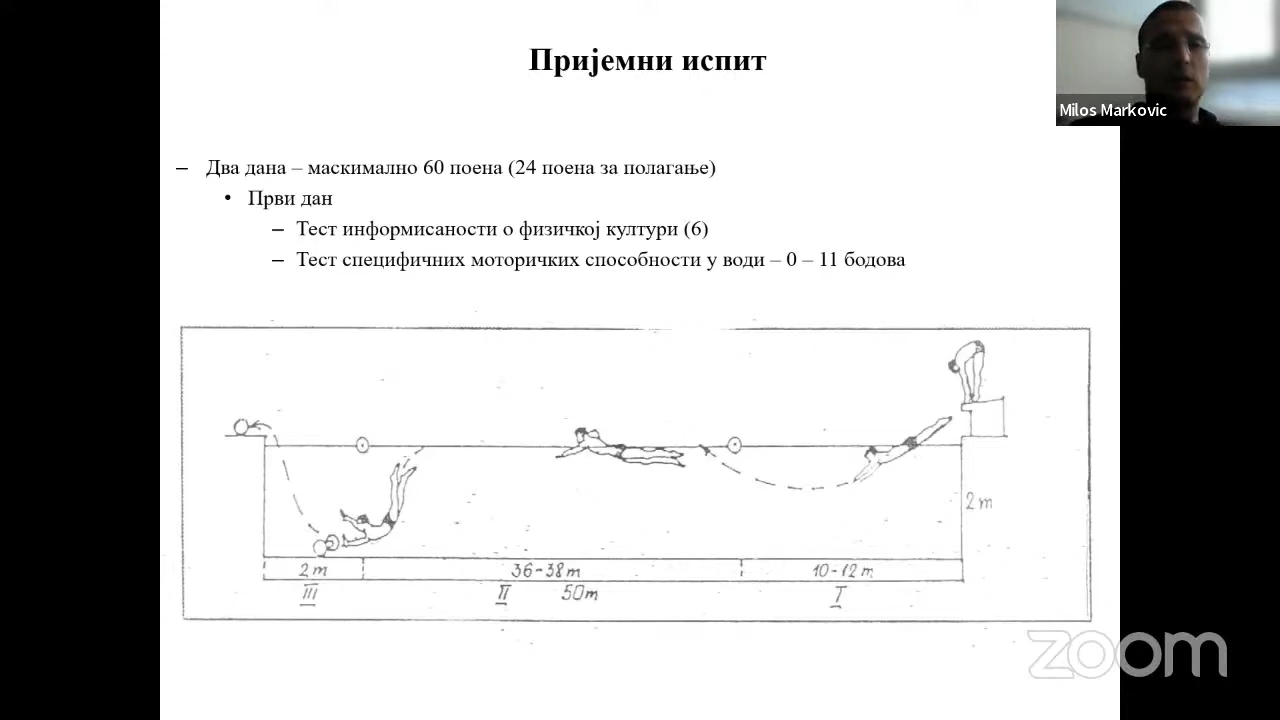 Пријемни испит
Milos Markovic
– Два дана – маскимално 60 поена (24 поена за полагање)
• Први дан
– Тест информисаности о физичкој култури (6)
– Тест специфичних моторичких способности у води – 0 – 11 бодова
2 m
2 m 36-38 m 10-12 m
III II 50m I
zoom